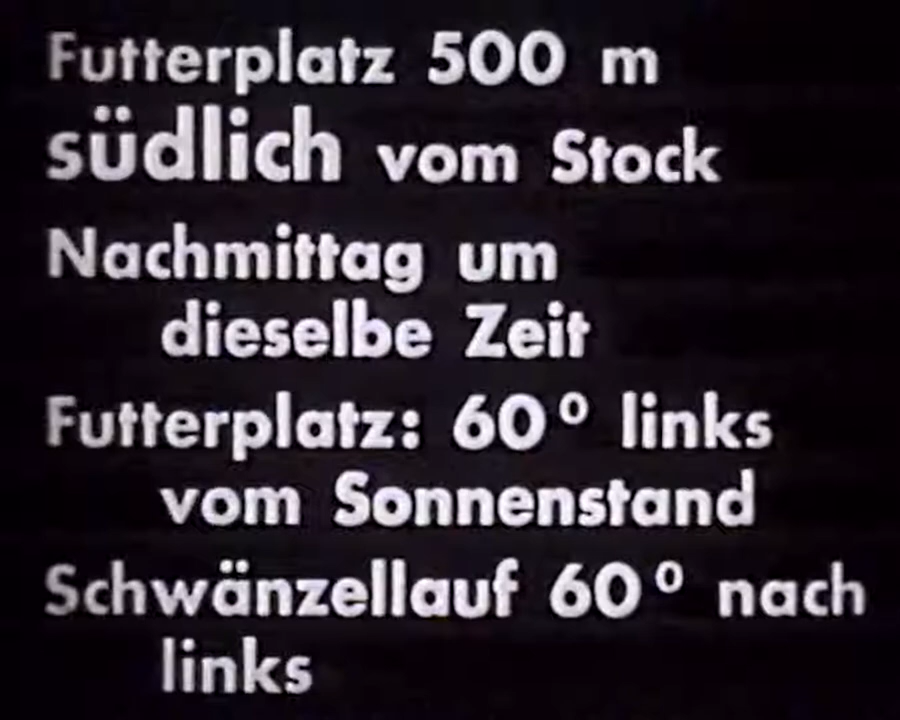 Futterplatz 500 m
südlich vom Stock
Nachmittag um
dieselbe Zeit
Futterplatz: 60° links
vom Sonnenstand
Schwänzellauf 60° nach
links